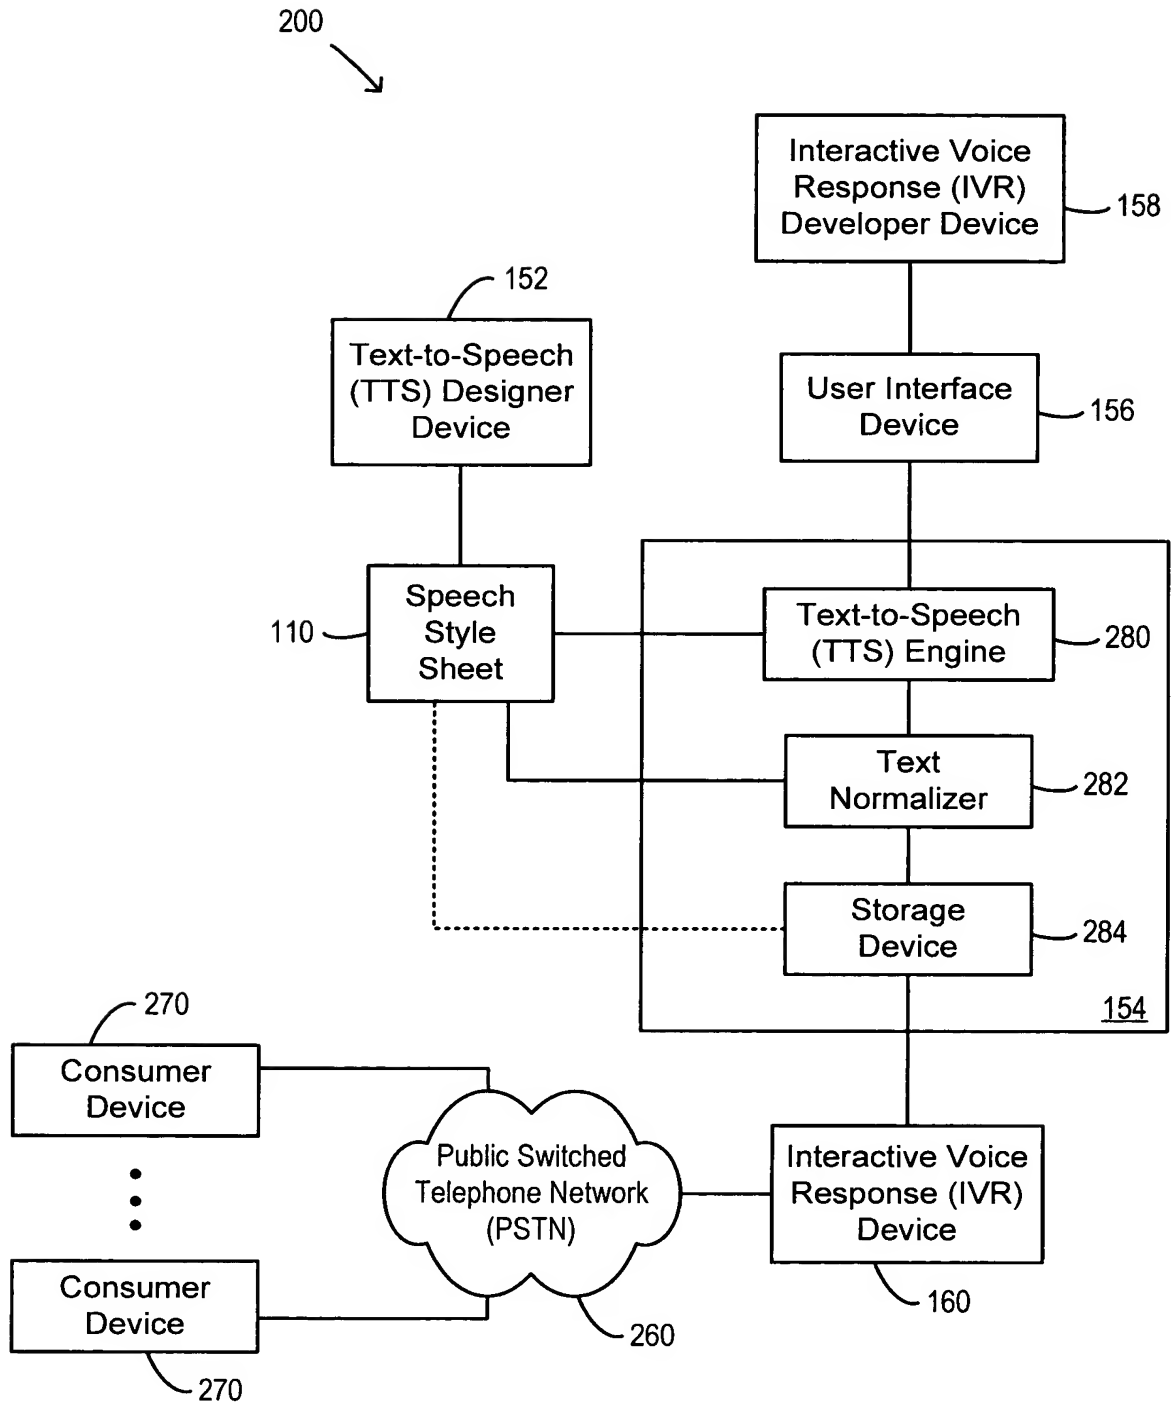 200
Interactive Voice
Response (IVR)
Developer Device
158
152
Text-to-Speech
(TTS) Designer
Device
User Interface
Device
156
110
Speech
Style
Sheet
Text-to-Speech
(TTS) Engine
280
Text
Normalizer
282
Storage
Device
284
154
270
Consumer
Device
Public Switched
Telephone Network
(PSTN)
Interactive Voice
Response (IVR)
Device
Consumer
Device
160
260
270